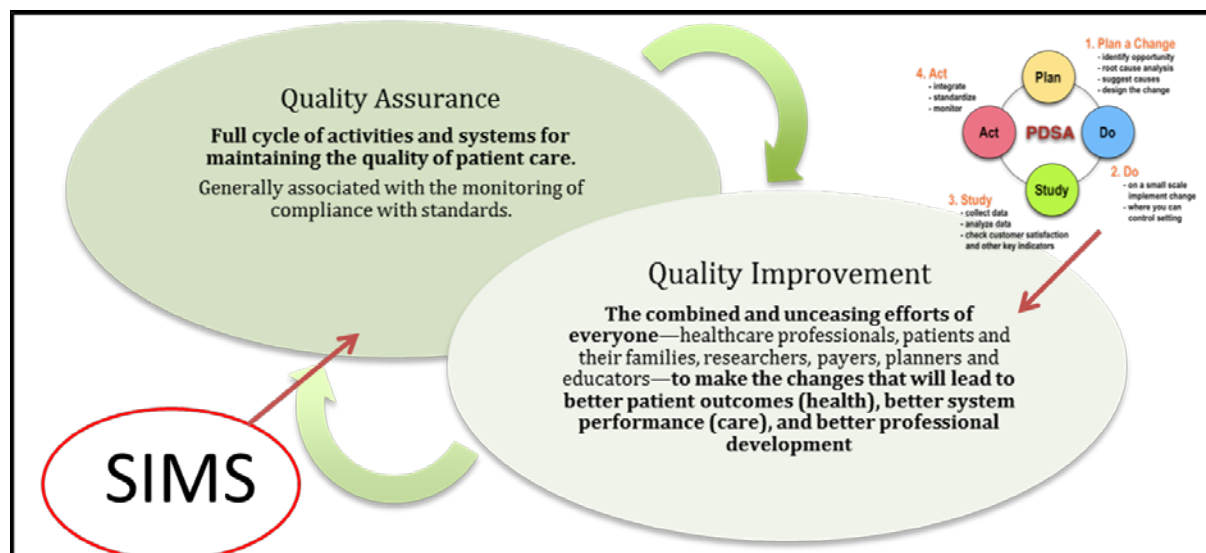 Quality Assurance
Full cycle of activities and systems for
maintaining the quality of patient care.
Generally associated with the monitoring of
compliance with standards.
1. Plan a Change
- identify opportunity
- root cause analysis
- suggest causes
- design the change
4. Act
- integrate
- standardize
- monitor
Plan
Act
PDSA
Do
Study
2. Do
- on a small scale
implement change
- where you can
control setting
3. Study
- collect data
- analyze data
- check customer satisfaction
and other key indicators
Quality Improvement
The combined and unceasing efforts of
everyone—healthcare professionals, patients and
their families, researchers, payers, planners and
educators—to make the changes that will lead to
better patient outcomes (health), better system
performance (care), and better professional
development
SIMS